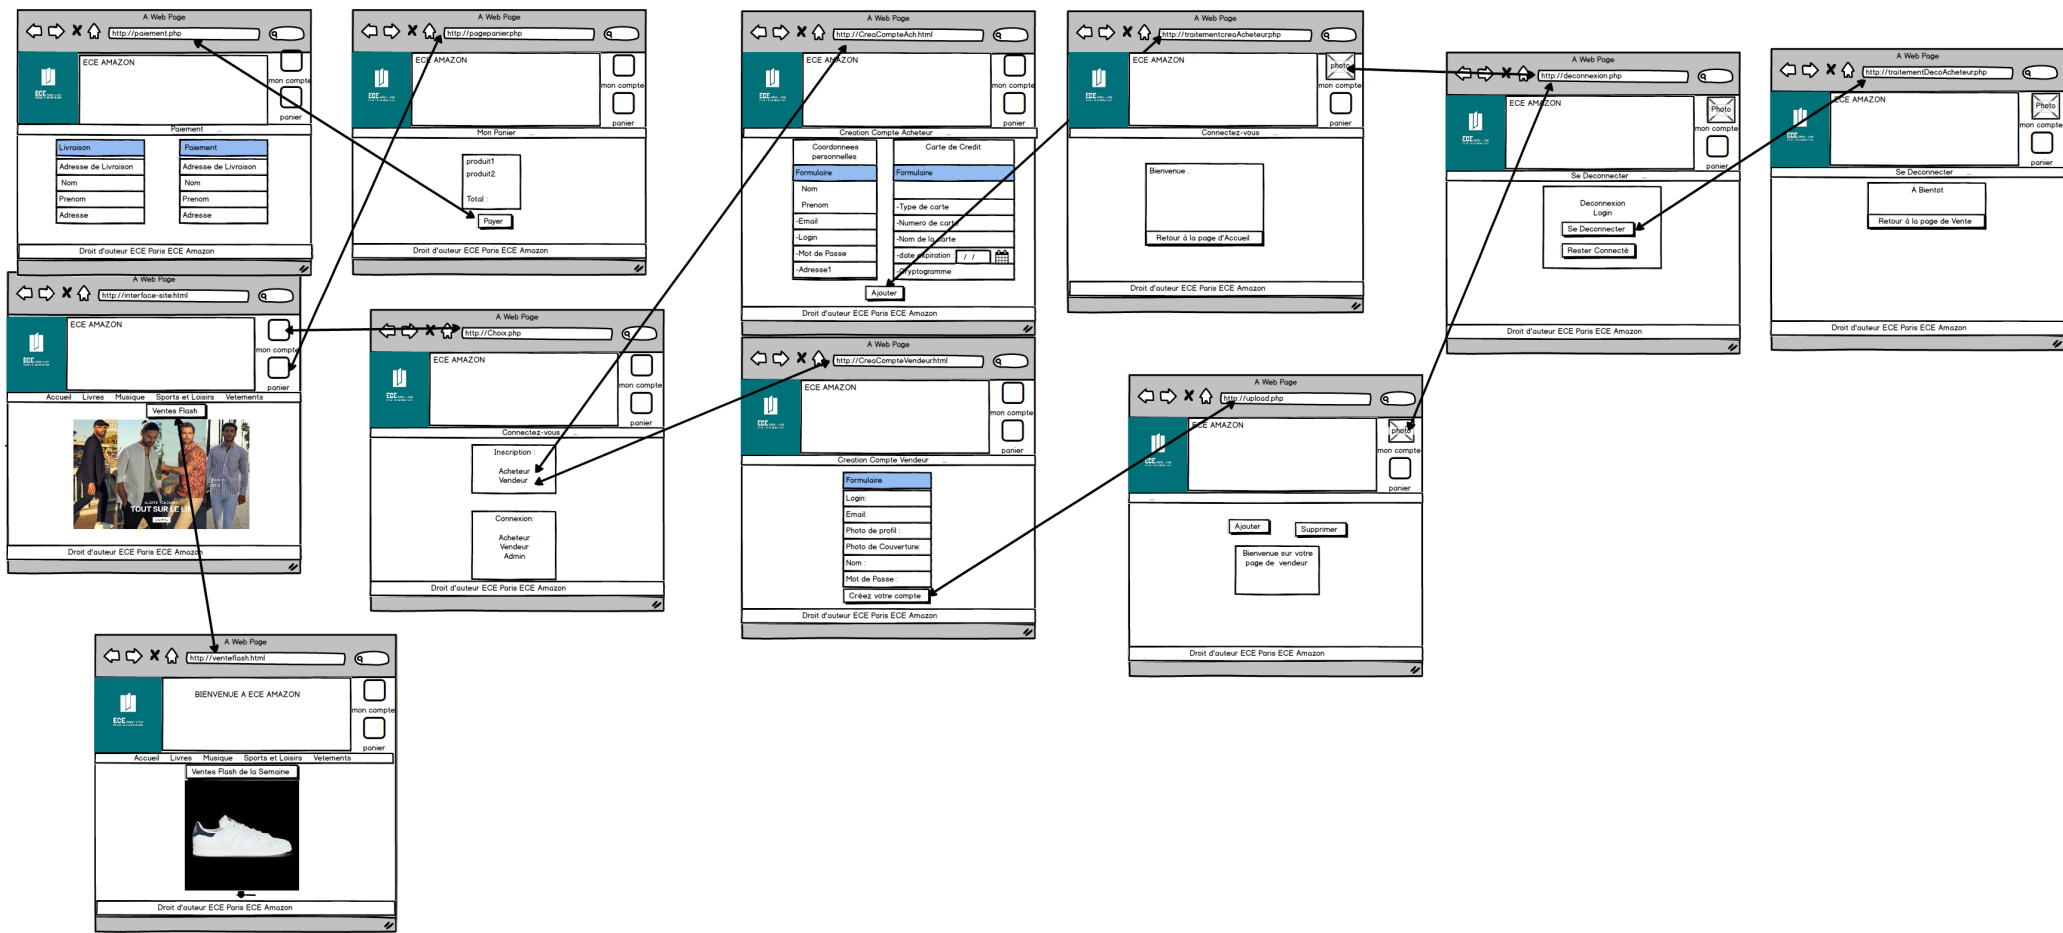 A Web Page
http://paiement.php
ECE AMAZON
ECE
mon compte
panier
Paiement ...
Livraison
Adresse de Livraison
Nom
Prenom
Adresse
Paiement
Adresse de Livraison
Nom
Prenom
Adresse
Droit d'auteur ECE Paris ECE Amazon
A Web Page
http://pagepanier.php
ECE AMAZON
ECE
mon compte
panier
Mon Panier ...
produit1
produit2
Total :
Payer
Droit d'auteur ECE Paris ECE Amazon
A Web Page
http://CreaCompteAch.html
ECE AMAZON
ECE
mon compte
panier
Creation Compte Acheteur ...
Coordonnees
personnelles
Formulaire
Nom
Prenom
-Email
-Login
-Mot de Passe
-Adresse1
Carte de Credit
Formulaire
-Type de carte
-Numero de carte
-Nom de la carte
-date expiration : / /
-Cryptogramme
Ajouter
Droit d'auteur ECE Paris ECE Amazon
A Web Page
http://traitementcreaAcheteur.php
ECE AMAZON
ECE
photo
mon compte
panier
Connectez-vous ...
Bienvenue .
Retour à la page d'Accueil
Droit d'auteur ECE Paris ECE Amazon
A Web Page
http://deconnexion.php
ECE AMAZON
ECE
Photo
mon compte
panier
Se Deconnecter ...
Deconnexion
Login
Se Deconnecter
Rester Connecté
Droit d'auteur ECE Paris ECE Amazon
A Web Page
http://traitementDecoAcheteur.php
ECE AMAZON
ECE
Photo
mon compte
panier
Se Deconnecter ...
A Bientot
Retour à la page de Vente
Droit d'auteur ECE Paris ECE Amazon
A Web Page
http://interface-site.html
ECE AMAZON
ECE
mon compte
panier
Accueil Livres Musique Sports et Loisirs Vetements
Ventes Flash
TOUT SUR LE LIN
Droit d'auteur ECE Paris ECE Amazon
A Web Page
http://Choix.php
ECE AMAZON
ECE
mon compte
panier
Connectez-vous ...
Inscription :
Acheteur
Vendeur
Connexion:
Acheteur
Vendeur
Admin
Droit d'auteur ECE Paris ECE Amazon
A Web Page
http://CreaCompteVendeur.html
ECE AMAZON
ECE
mon compte
panier
Creation Compte Vendeur ...
Formulaire
Login:
Email:
Photo de profil :
Photo de Couverture:
Nom :
Mot de Passe :
Créez votre compte
Droit d'auteur ECE Paris ECE Amazon
A Web Page
http://upload.php
ECE AMAZON
ECE
photo
mon compte
panier
...
Ajouter
Supprimer
Bienvenue sur votre
page de vendeur
Droit d'auteur ECE Paris ECE Amazon
A Web Page
http://venteflash.html
BIENVENUE A ECE AMAZON
ECE
mon compte
panier
Accueil Livres Musique Sports et Loisirs Vetements
Ventes Flash de la Semaine
Droit d'auteur ECE Paris ECE Amazon